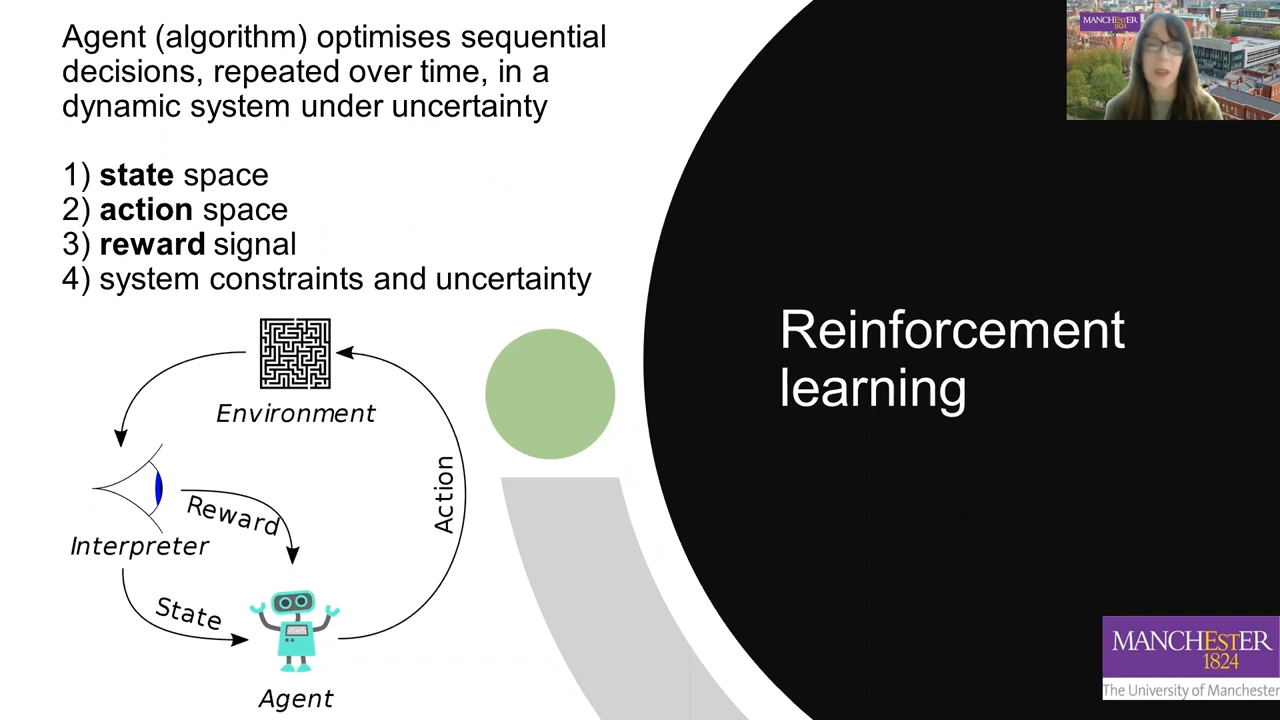 Agent (algorithm) optimises sequential
decisions, repeated over time, in a
dynamic system under uncertainty
1) state space
2) action space
3) reward signal
4) system constraints and uncertainty
Environment
Reward
Interpreter
State
Agent
Action
Reinforcement
learning
MANCHESTER
1824
MANCHESTER
1824
The University of Manchester